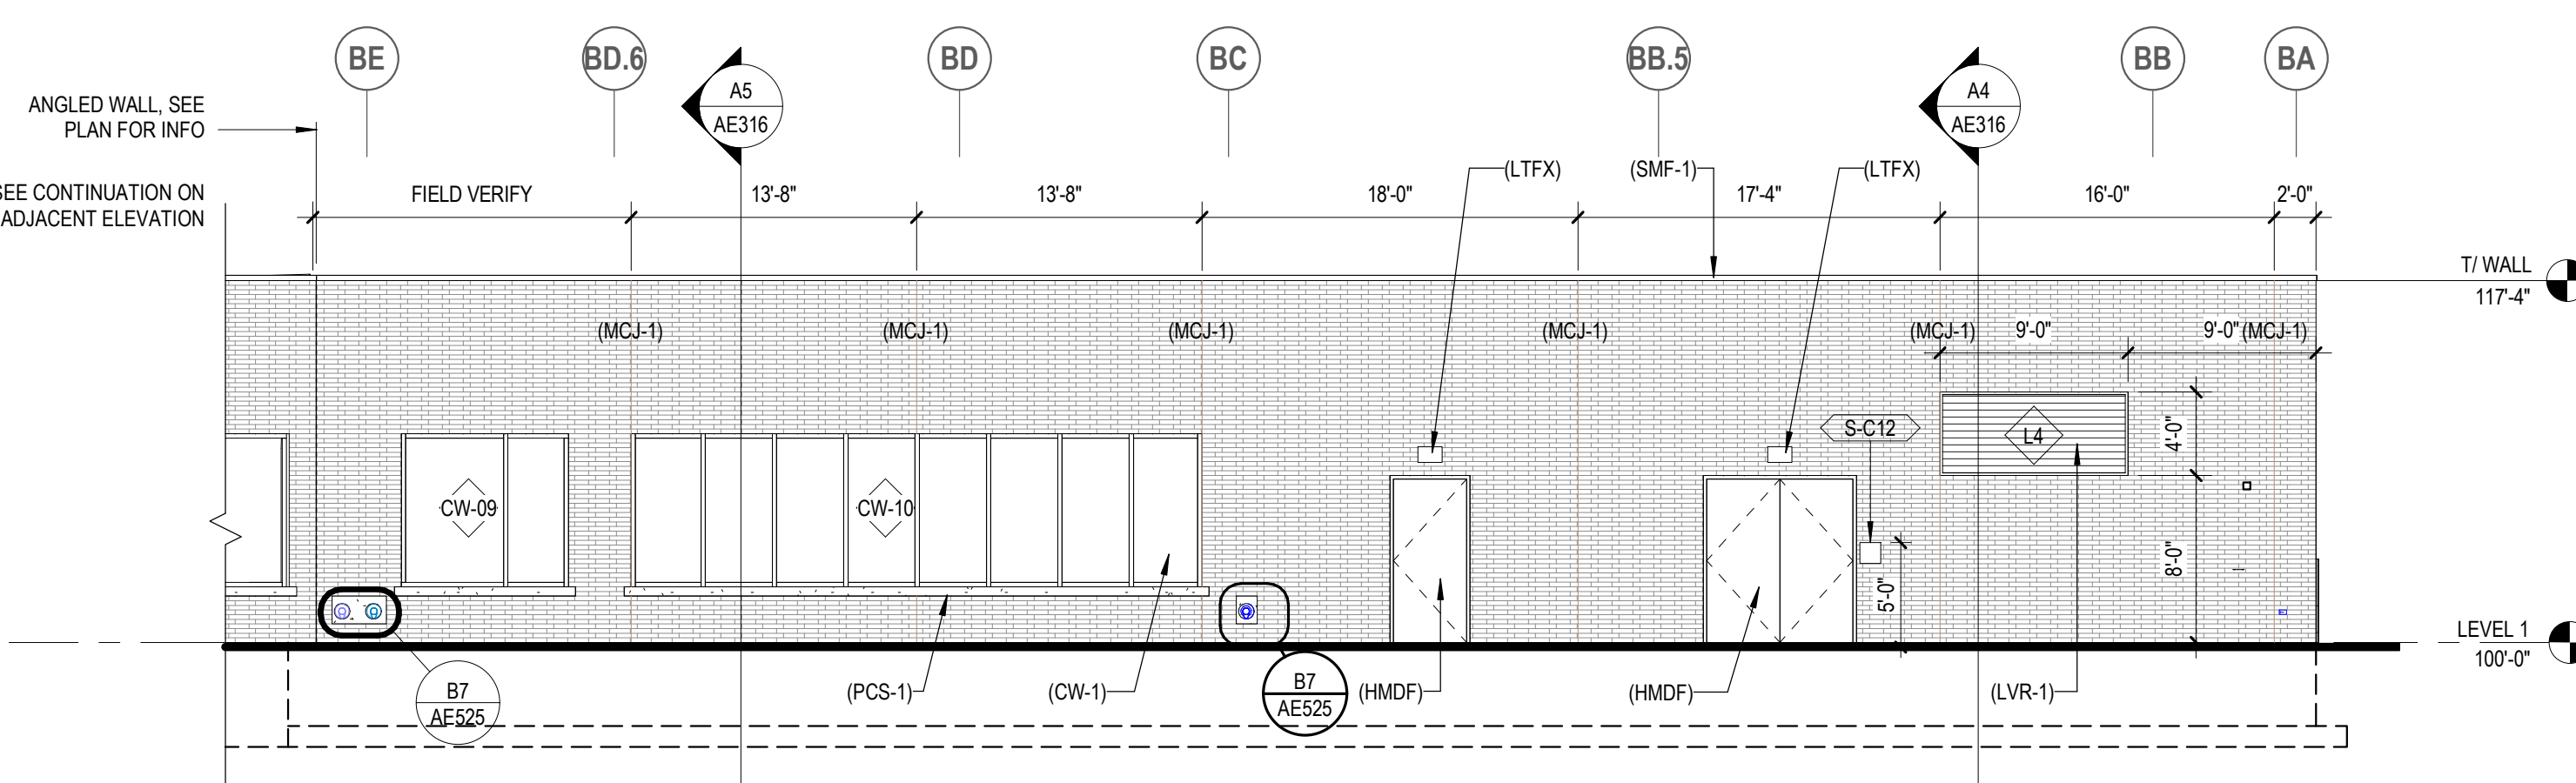 BE
BD.6
BD
BC
BB.5
BB
BA
A5
AE316
A4
AE316
ANGLED WALL, SEE
PLAN FOR INFO
SEE CONTINUATION ON
ADJACENT ELEVATION
(LTFX)
(SMF-1)
(LTFX)
FIELD VERIFY
13'-8"
13'-8"
18'-0"
17'-4"
16'-0"
2'-0"
T/ WALL
117'-4"
(MCJ-1)
(MCJ-1)
(MCJ-1)
(MCJ-1)
(MCJ-1)
9'-0"
9'-0"
(MCJ-1)
S-C12
L4
4'-0"
CW-09
CW-10
8'-0"
5'-0"
LEVEL 1
100'-0"
B7
AE525
(PCS-1)
(CW-1)
B7
AE525
(HMDF)
(HMDF)
(LVR-1)